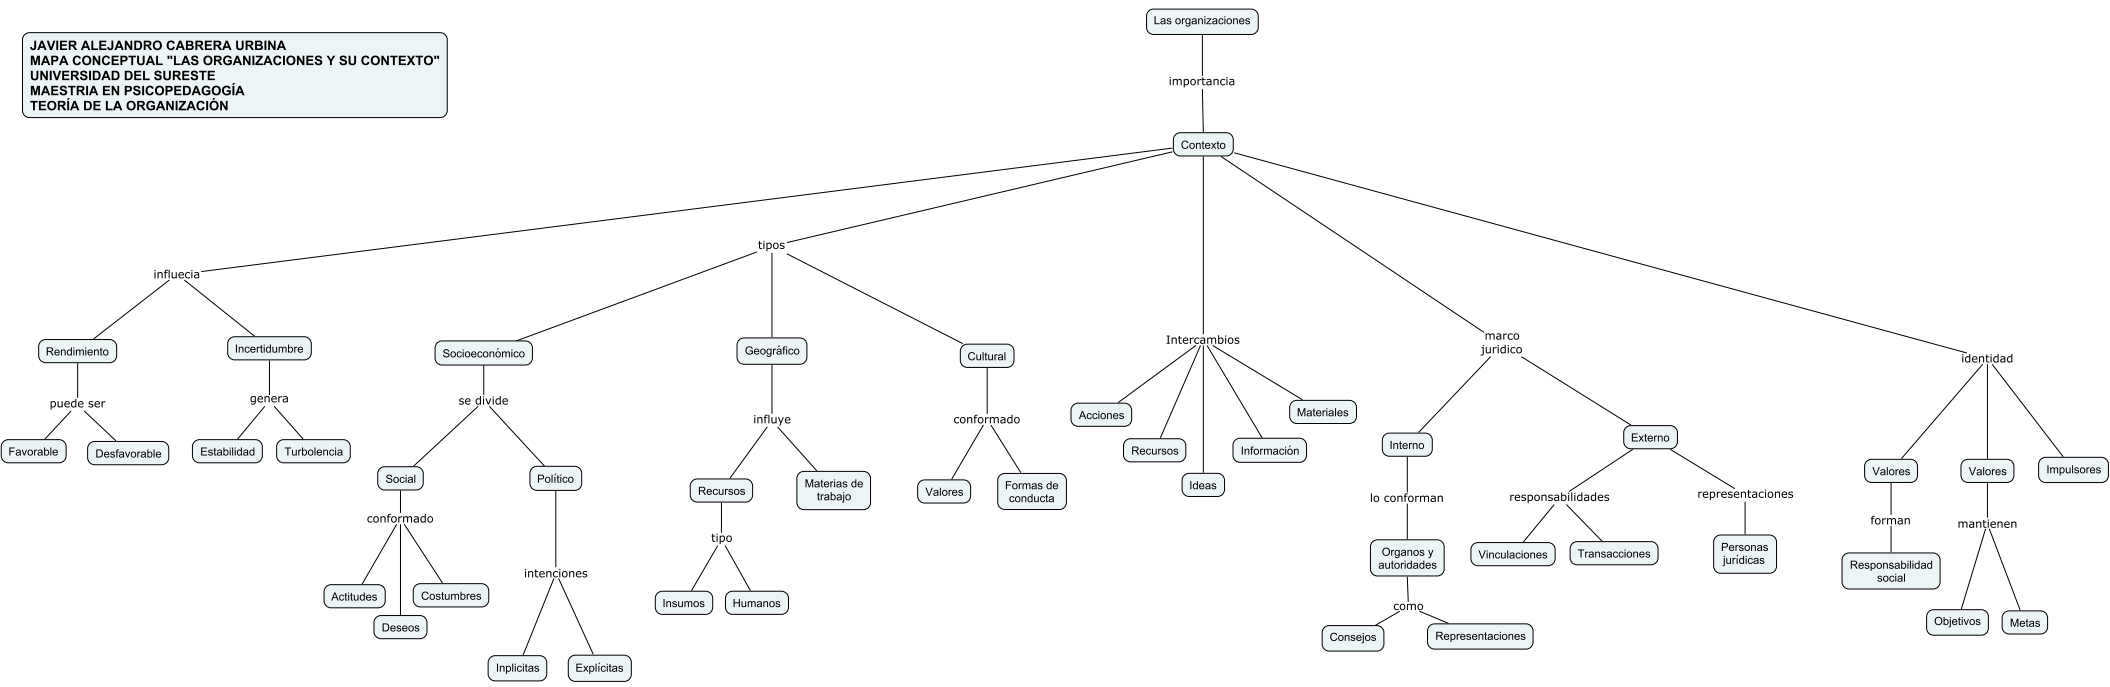 Las organizaciones
JAVIER ALEJANDRO CABRERA URBINA
MAPA CONCEPTUAL "LAS ORGANIZACIONES Y SU CONTEXTO"
UNIVERSIDAD DEL SURESTE
MAESTRIA EN PSICOPEDAGOGÍA
TEORÍA DE LA ORGANIZACIÓN
importancia
Contexto
influecia
Rendimiento
puede ser
Favorable
Desfavorable
Incertidumbre
genera
Estabilidad
Turbolencia
tipos
Socioeconómico
se divide
Social
conformado
Actitudes
Deseos
Costumbres
Político
intenciones
Inplicitas
Explícitas
Geográfico
influye
Recursos
tipo
Insumos
Humanos
Materias de
trabajo
Cultural
conformado
Valores
Formas de
conducta
Intercambios
Acciones
Recursos
Ideas
Información
Materiales
marco
juridico
Interno
lo conforman
Organos y
autoridades
como
Consejos
Representaciones
Externo
responsabilidades
Vinculaciones
Transacciones
representaciones
Personas
jurídicas
identidad
Valores
forman
Responsabilidad
social
Valores
mantienen
Objetivos
Metas
Impulsores